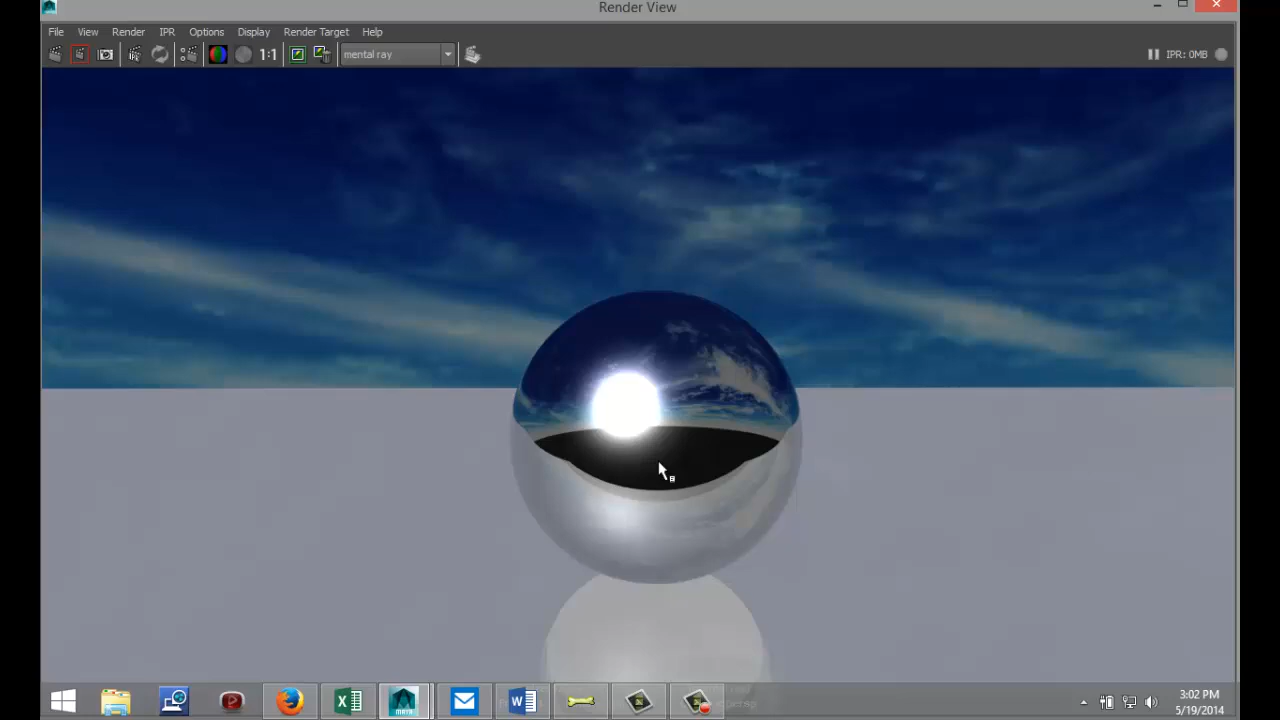 Render View
File View Render IPR Options Display Render Target Help
1:1 mental ray IPR: 0MB
MAYA
3:02 PM
5/19/2014